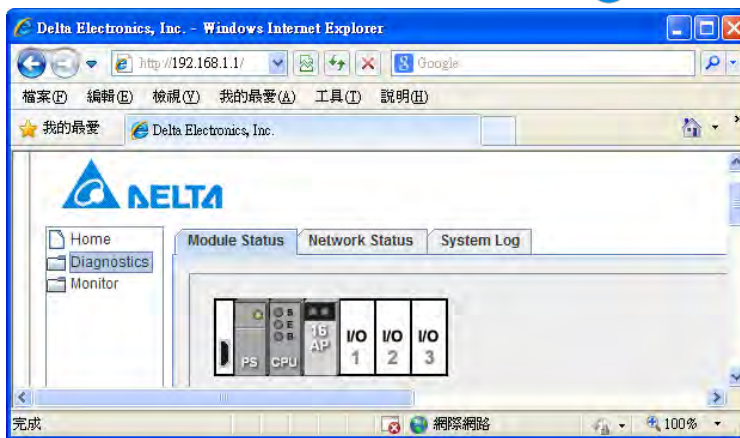 Delta Electronics, Inc. - Windows Internet Explorer
http://192.168.1.1/ Google
檔案(F) 編輯(E) 檢視(V) 我的最愛(A) 工具(T) 說明(H)
我的最愛 Delta Electronics, Inc.
DELTA
Home
Diagnostics
Monitor
Module Status Network Status System Log
PS CPU 16 AP I/O 1 I/O 2 I/O 3
完成 網際網路 100%